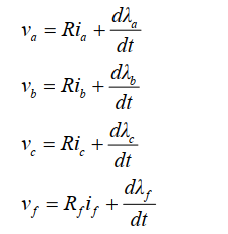 v_a = Ri_a + dλ_a/dt
v_b = Ri_b + dλ_b/dt
v_c = Ri_c + dλ_c/dt
v_f = R_f i_f + dλ_f/dt